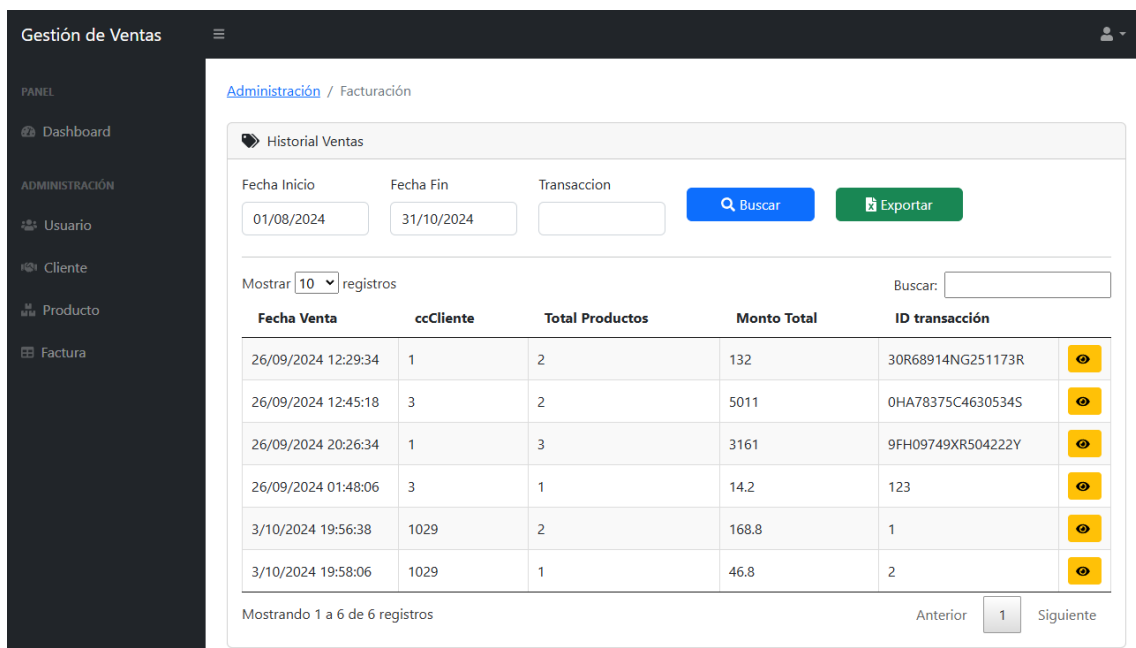 Gestión de Ventas
PANEL
Dashboard
ADMINISTRACIÓN
Usuario
Cliente
Producto
Factura
Administración / Facturación
Historial Ventas
Fecha Inicio Fecha Fin Transaccion
01/08/2024 31/10/2024 Buscar Exportar
Mostrar 10 registros Buscar:
Fecha Venta ccCliente Total Productos Monto Total ID transacción
26/09/2024 12:29:34 1 2 132 30R68914NG251173R
26/09/2024 12:45:18 3 2 5011 0HA78375C4630534S
26/09/2024 20:26:34 1 3 3161 9FH09749XR504222Y
26/09/2024 01:48:06 3 1 14.2 123
3/10/2024 19:56:38 1029 2 168.8 1
3/10/2024 19:58:06 1029 1 46.8 2
Mostrando 1 a 6 de 6 registros Anterior 1 Siguiente